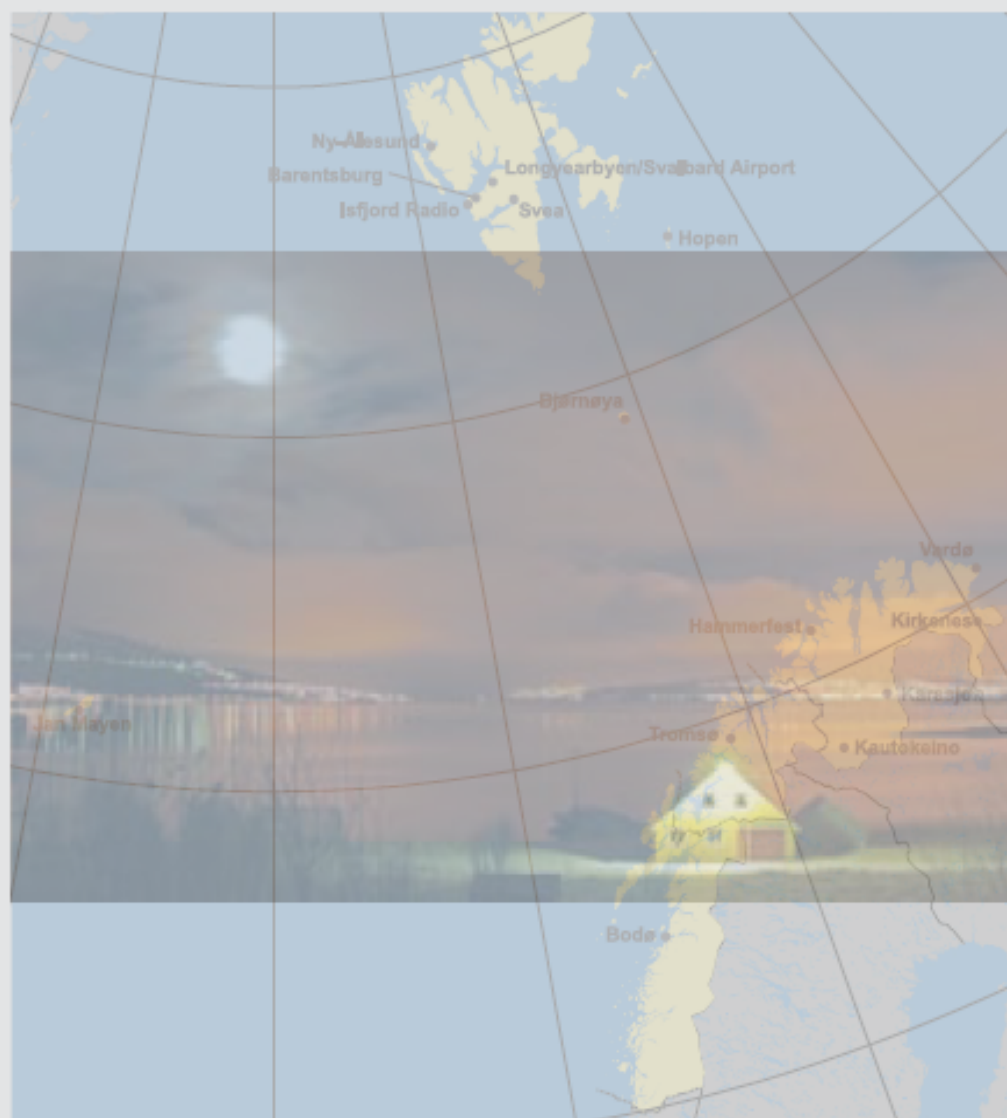 Ny-Ålesund
Longyearbyen/Svalbard Airport
Barentsburg
Isfjord Radio
Svea
Hopen
Bjørnøya
Vardø
Kirkenes
Hammerfest
Karasjok
Jan Mayen
Tromsø
Kautokeino
Bodø